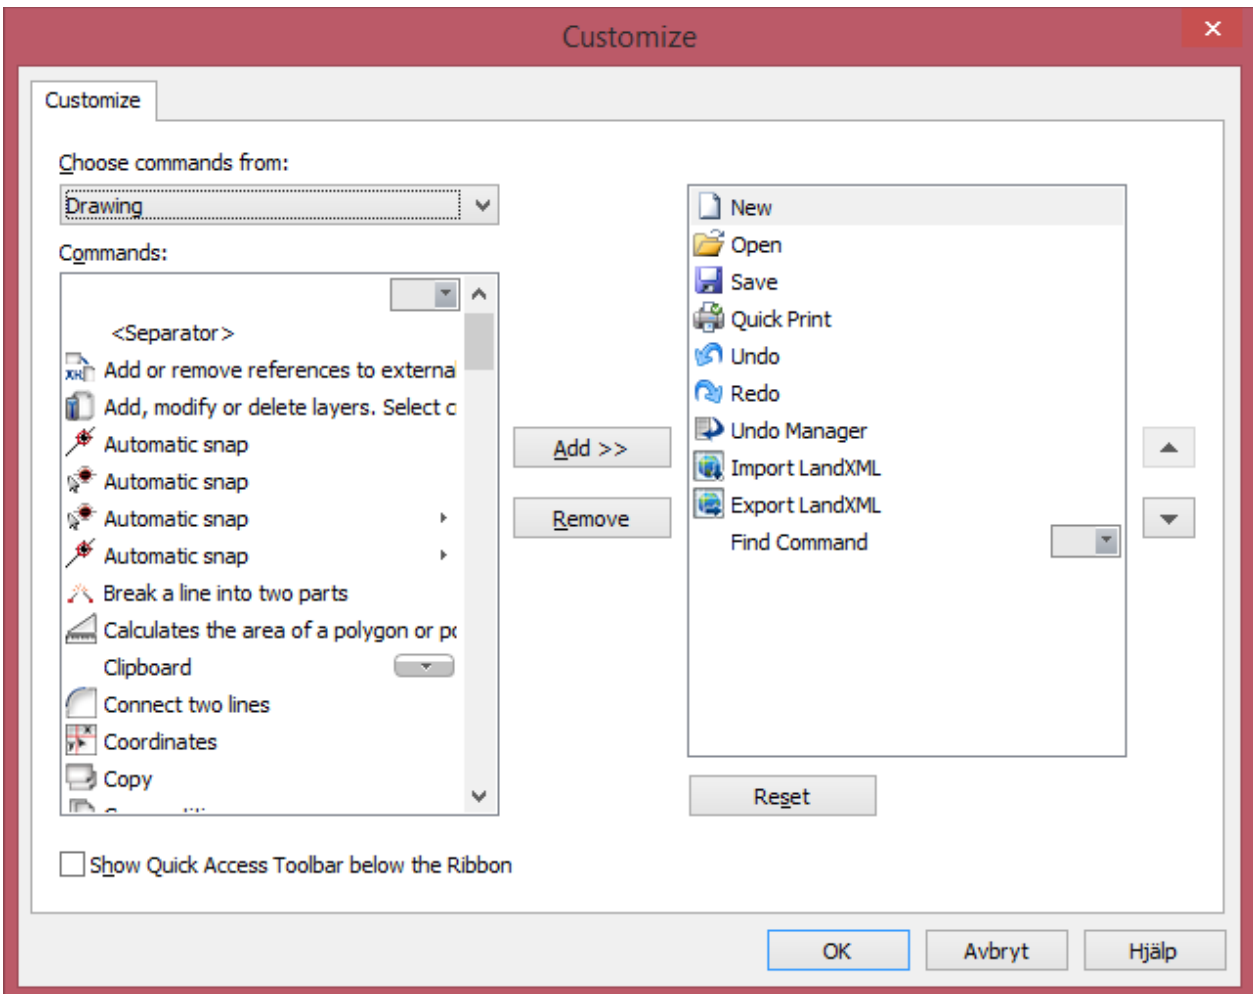 Customize
Customize
Choose commands from:
Drawing
Commands:
<Separator>
Add or remove references to externa
Add, modify or delete layers. Select c
Automatic snap
Automatic snap
Automatic snap
Automatic snap
Break a line into two parts
Calculates the area of a polygon or po
Clipboard
Connect two lines
Coordinates
Copy
Add >>
Remove
New
Open
Save
Quick Print
Undo
Redo
Undo Manager
Import LandXML
Export LandXML
Find Command
Reset
Show Quick Access Toolbar below the Ribbon
OK
Avbryt
Hjälp